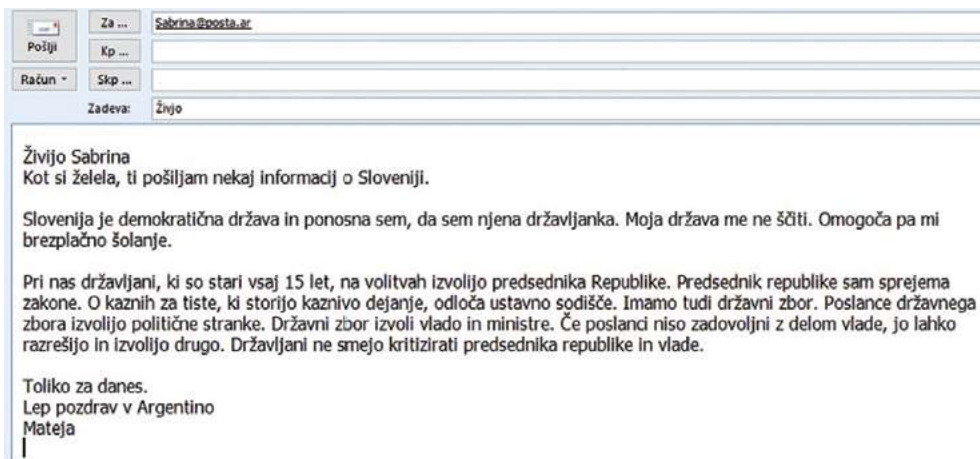 Za ...
Sabrina@posta.ar
Pošlji
Kp ...
Račun
Skp ...
Zadeva:
Živjo
Živijo Sabrina
Kot si želela, ti pošiljam nekaj informacij o Sloveniji.
Slovenija je demokratična država in ponosna sem, da sem njena državljanka. Moja država me ne ščiti. Omogoča pa mi
brezplačno šolanje.
Pri nas državljani, ki so stari vsaj 15 let, na volitvah izvolijo predsednika Republike. Predsednik republike sam sprejema
zakone. O kaznih za tiste, ki storijo kaznivo dejanje, odloča ustavno sodišče. Imamo tudi državni zbor. Poslance državnega
zbora izvolijo politične stranke. Državni zbor izvoli vlado in ministre. Če poslanci niso zadovoljni z delom vlade, jo lahko
razrešijo in izvolijo drugo. Državljani ne smejo kritizirati predsednika republike in vlade.
Toliko za danes.
Lep pozdrav v Argentino
Mateja